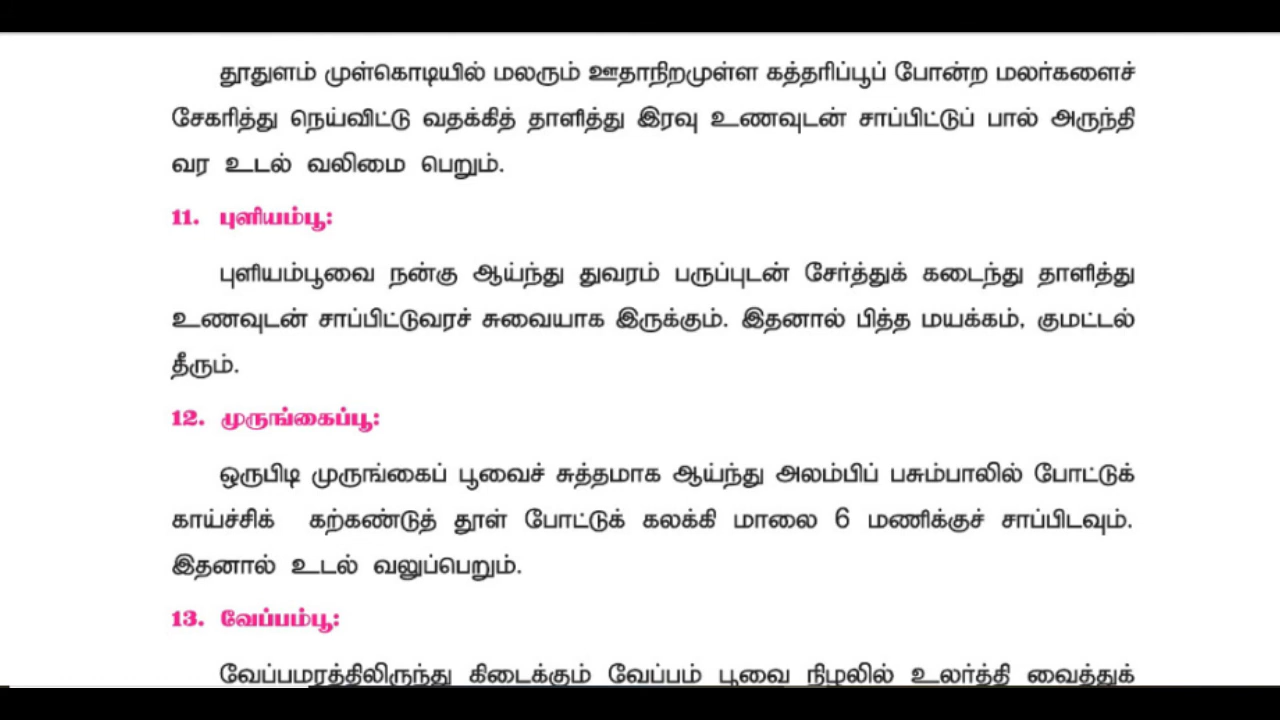 தூதுளம் முள்கொடியில் மலரும் ஊதாநிறமுள்ள கத்தரிப்பூப் போன்ற மலர்களைச்
சேகரித்து நெய்விட்டு வதக்கித் தாளித்து இரவு உணவுடன் சாப்பிட்டுப் பால் அருந்தி
வர உடல் வலிமை பெறும்.
11. புளியம்பூ:
புளியம்பூவை நன்கு ஆய்ந்து துவரம் பருப்புடன் சேர்த்துக் கடைந்து தாளித்து
உணவுடன் சாப்பிட்டுவரச் சுவையாக இருக்கும். இதனால் பித்த மயக்கம், குமட்டல்
தீரும்.
12. முருங்கைப்பூ:
ஒருபிடி முருங்கைப் பூவைச் சுத்தமாக ஆய்ந்து அலம்பிப் பசும்பாலில் போட்டுக்
காய்ச்சிக் கற்கண்டுத் தூள் போட்டுக் கலக்கி மாலை 6 மணிக்குச் சாப்பிடவும்.
இதனால் உடல் வலுப்பெறும்.
13. வேப்பம்பூ:
வேப்பமரத்திலிருந்து கிடைக்கும் வேப்பம் பூவை நிழலில் உலர்த்தி வைத்துக்